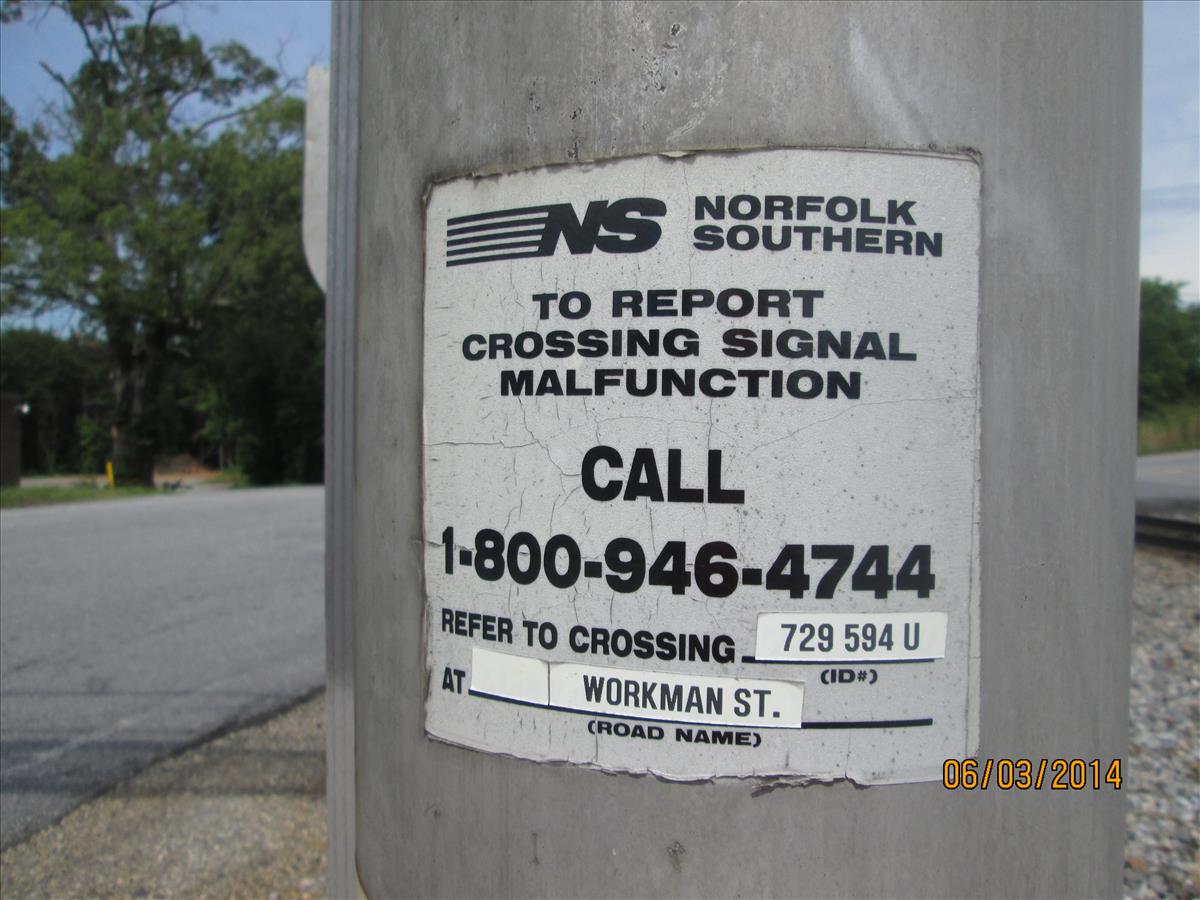 NS NORFOLK
SOUTHERN
TO REPORT
CROSSING SIGNAL
MALFUNCTION
CALL
1-800-946-4744
REFER TO CROSSING 729 594 U
(ID#)
AT WORKMAN ST.
(ROAD NAME)
06/03/2014